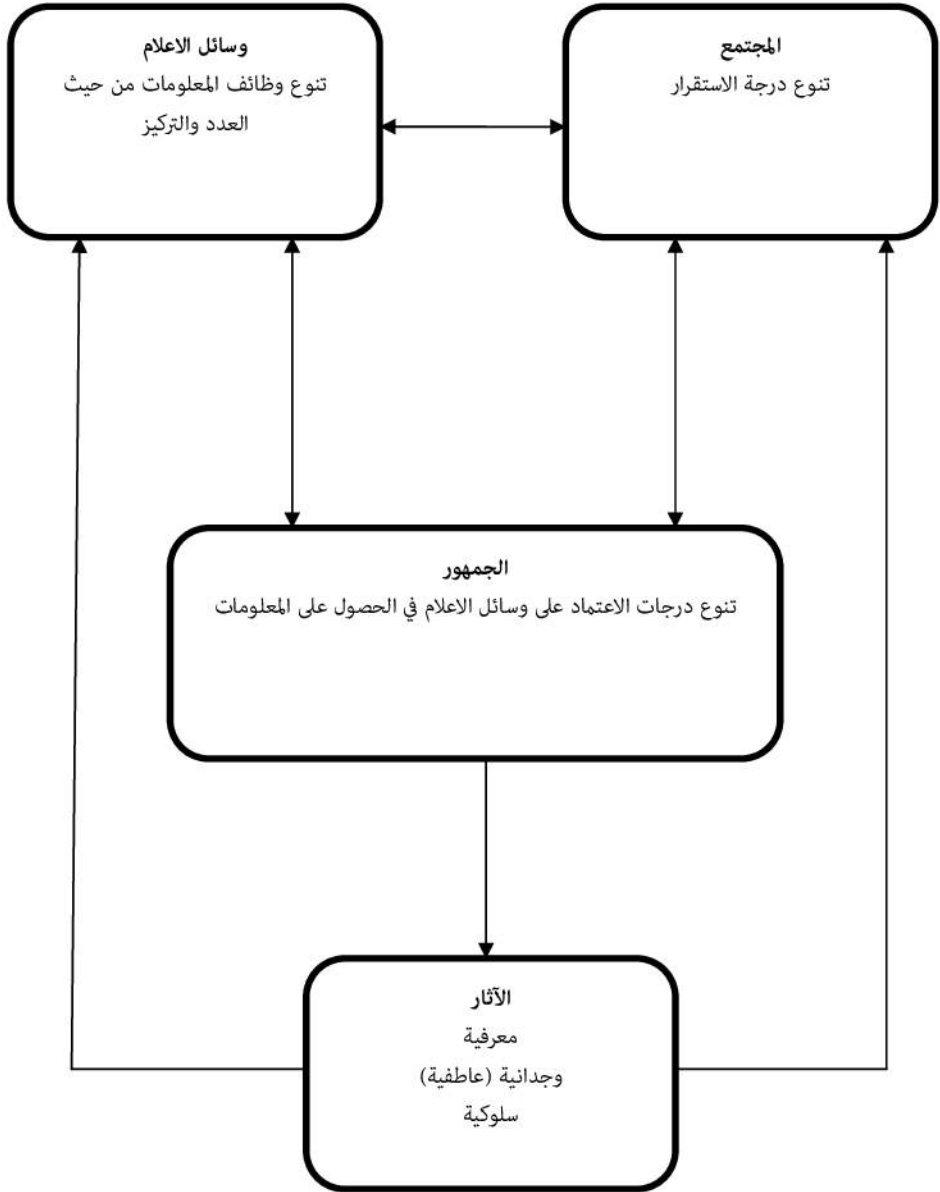 المجتمع
تنوع درجة الاستقرار
وسائل الاعلام
تنوع وظائف المعلومات من حيث
العدد والتركيز
الجمهور
تنوع درجات الاعتماد على وسائل الاعلام في الحصول على المعلومات
الآثار
معرفية
وجدانية (عاطفية)
سلوكية